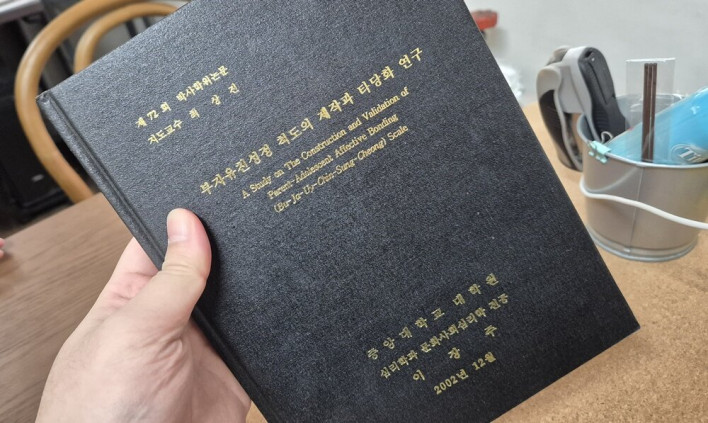 제 72 회 박사학위논문
지도교수 최 상 진
부자유친성정 척도의 제작과 타당화 연구
A Study on The Construction and Validation of
Parent-Adolescent Affective Bonding
(Bu-Ja-Uy-Chin-Sung-Cheong) Scale
중 앙 대 학 교 대 학 원
심리학과 문화사회심리학 전공
이 장 주
2002년 12월